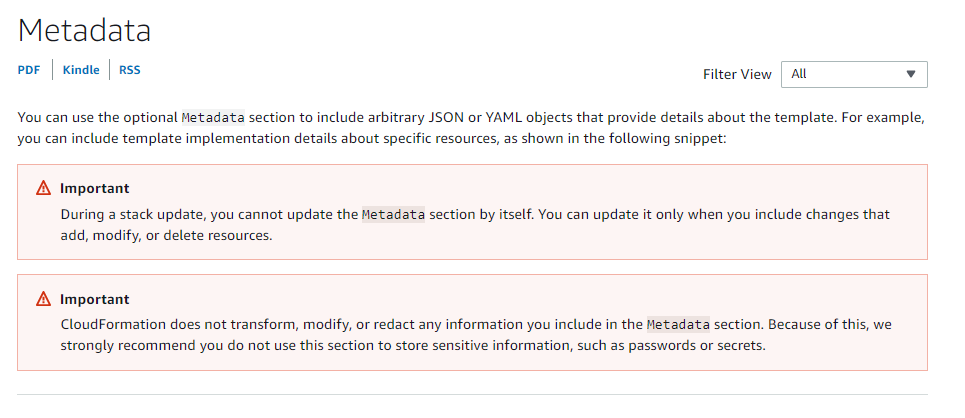 Metadata
PDF Kindle RSS
Filter View All
You can use the optional Metadata section to include arbitrary JSON or YAML objects that provide details about the template. For example,
you can include template implementation details about specific resources, as shown in the following snippet:
Important
During a stack update, you cannot update the Metadata section by itself. You can update it only when you include changes that
add, modify, or delete resources.
Important
CloudFormation does not transform, modify, or redact any information you include in the Metadata section. Because of this, we
strongly recommend you do not use this section to store sensitive information, such as passwords or secrets.